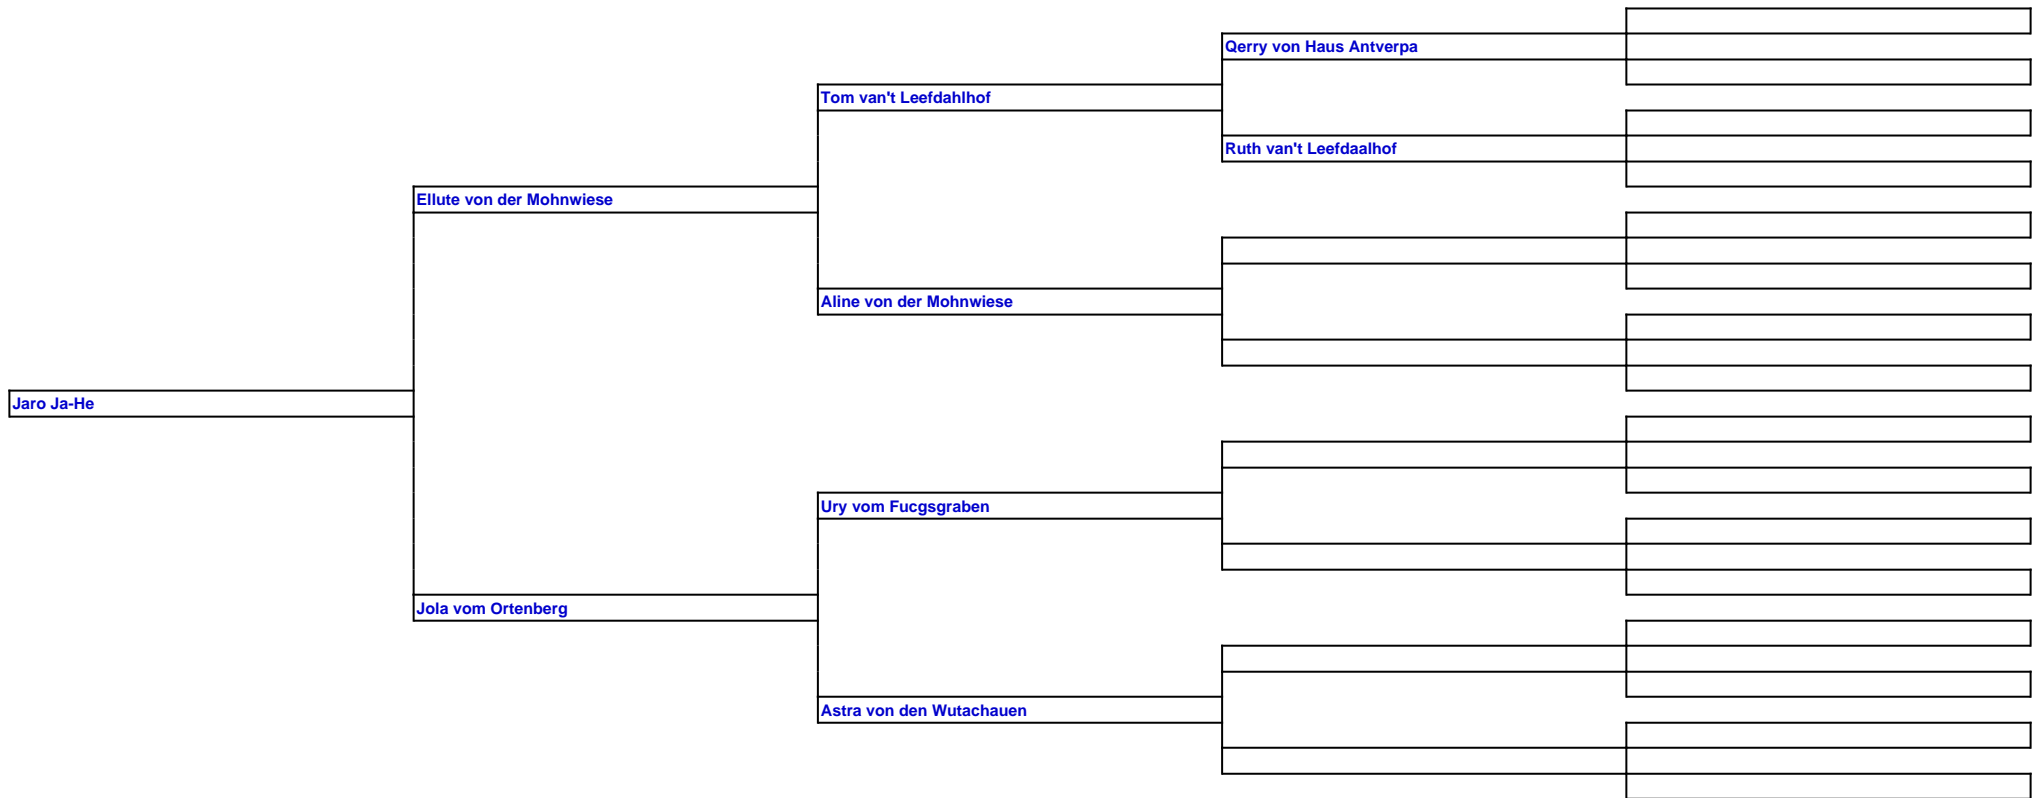 Qerry von Haus Antverpa
Tom van't Leefdahlhof
Ruth van't Leefdaalhof
Ellute von der Mohnwiese
Aline von der Mohnwiese
Jaro Ja-He
Ury vom Fucgsgraben
Jola vom Ortenberg
Astra von den Wutachauen